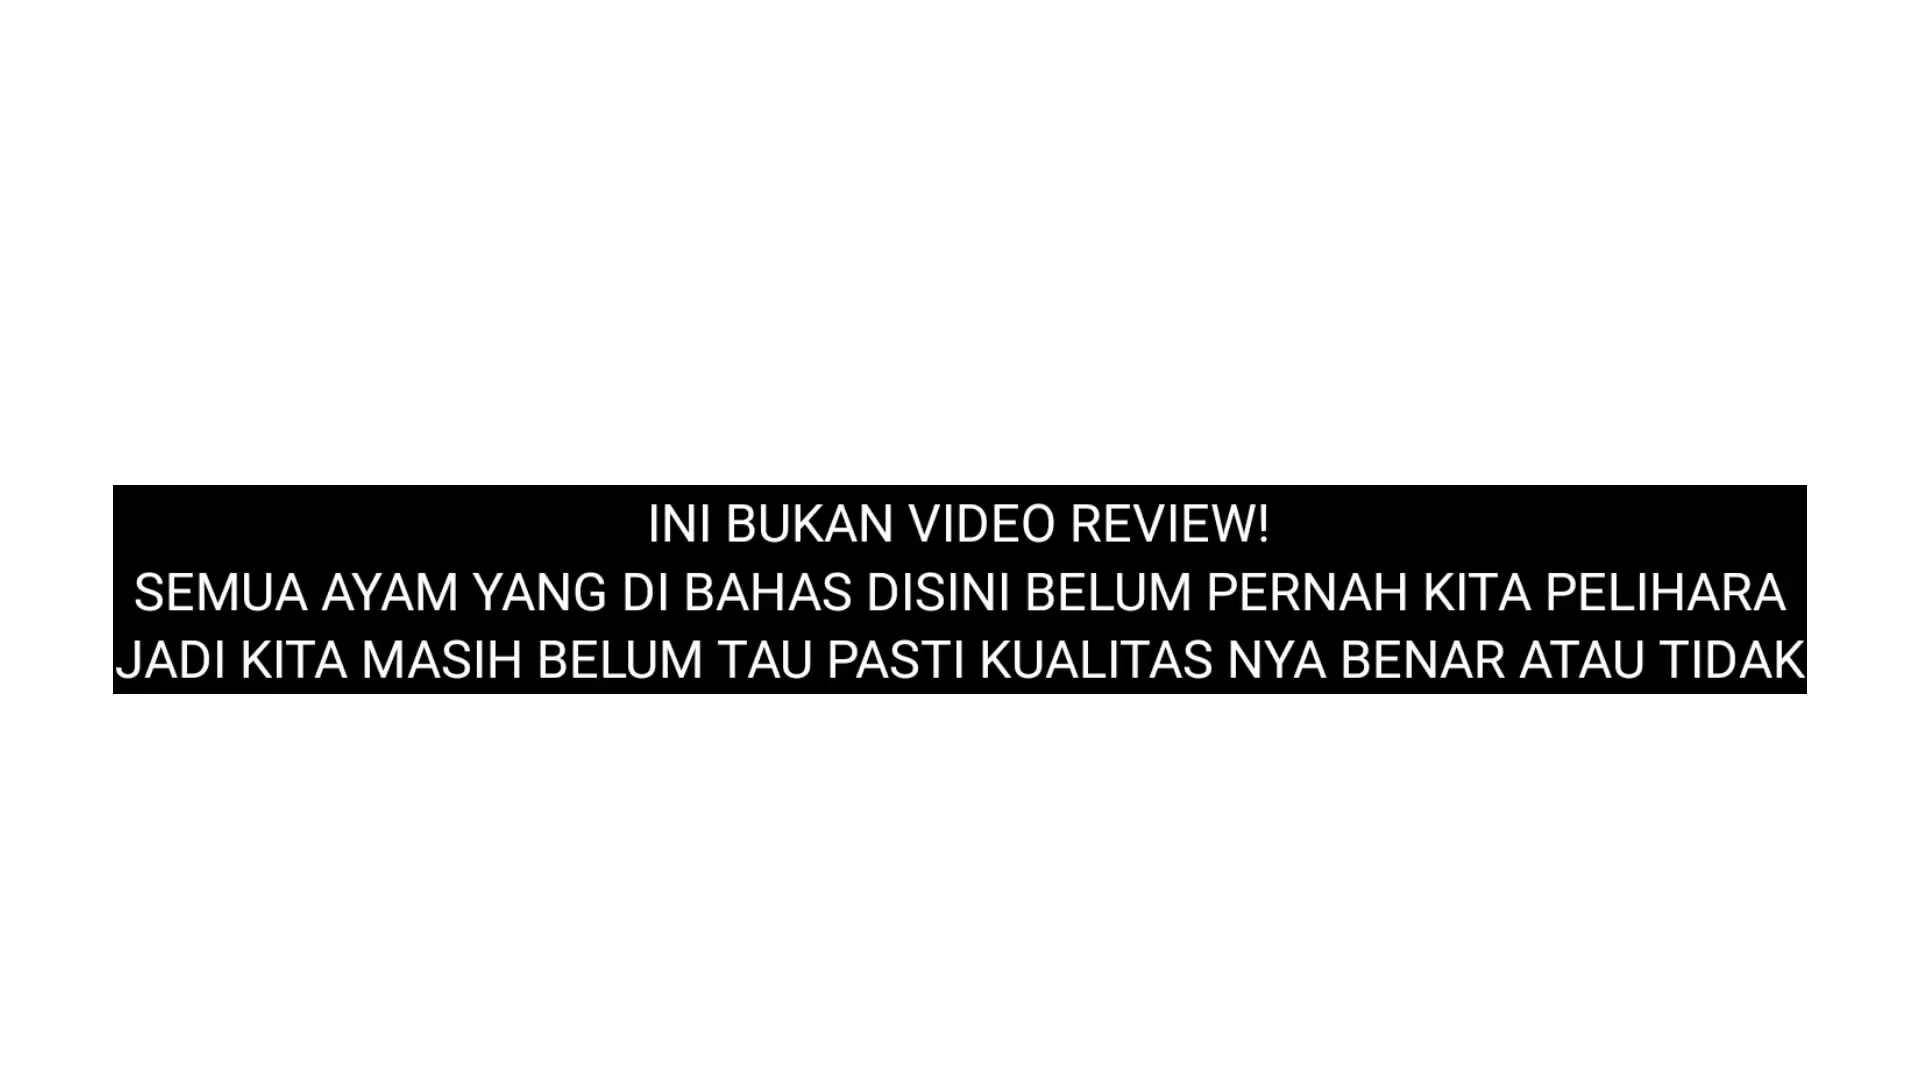 INI BUKAN VIDEO REVIEW!
SEMUA AYAM YANG DI BAHAS DISINI BELUM PERNAH KITA PELIHARA
JADI KITA MASIH BELUM TAU PASTI KUALITAS NYA BENAR ATAU TIDAK